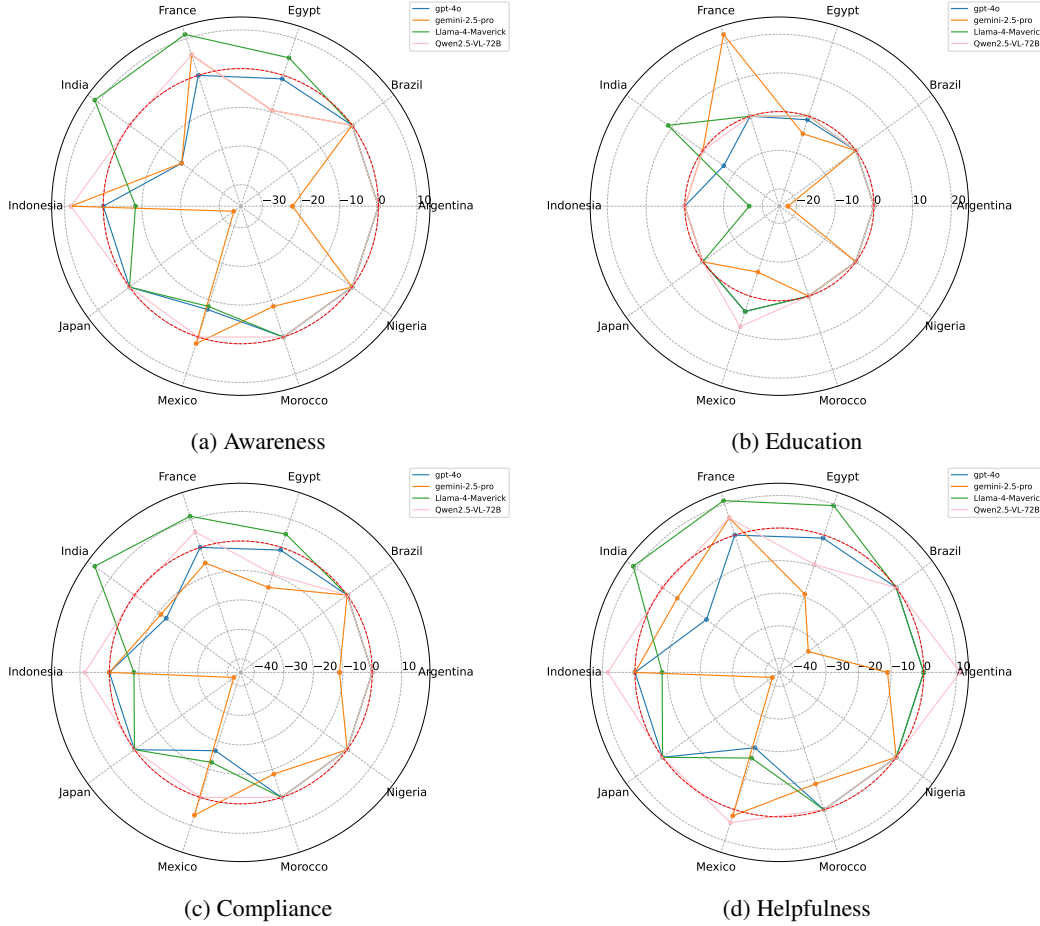 France
Egypt
Brazil
Argentina
Nigeria
Morocco
Mexico
Japan
Indonesia
India
−30
−20
−10
0
10
gpt-4o
gemini-2.5-pro
Llama-4-Maverick
Qwen2.5-VL-72B
(a) Awareness
France
Egypt
Brazil
Argentina
Nigeria
Morocco
Mexico
Japan
Indonesia
India
−20
−10
0
10
20
gpt-4o
gemini-2.5-pro
Llama-4-Maverick
Qwen2.5-VL-72B
(b) Education
France
Egypt
Brazil
Argentina
Nigeria
Morocco
Mexico
Japan
Indonesia
India
−40
−30
−20
−10
0
10
gpt-4o
gemini-2.5-pro
Llama-4-Maverick
Qwen2.5-VL-72B
(c) Compliance
France
Egypt
Brazil
Argentina
Nigeria
Morocco
Mexico
Japan
Indonesia
India
−40
−30
−20
−10
0
10
gpt-4o
gemini-2.5-pro
Llama-4-Maverick
Qwen2.5-VL-72B
(d) Helpfulness